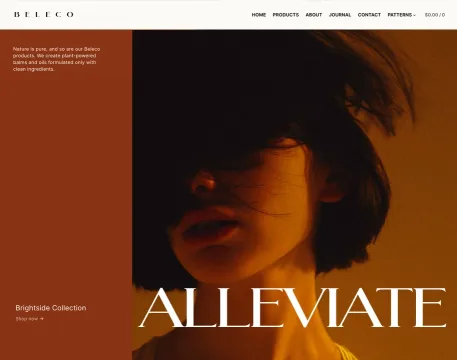 BELECO
HOME PRODUCTS ABOUT JOURNAL CONTACT PATTERNS $0.00 / 0
Nature is pure, and so are our Beleco
products. We create plant-powered
balms and oils formulated only with
clean ingredients.
ALLEVIATE
Brightside Collection
Shop now →